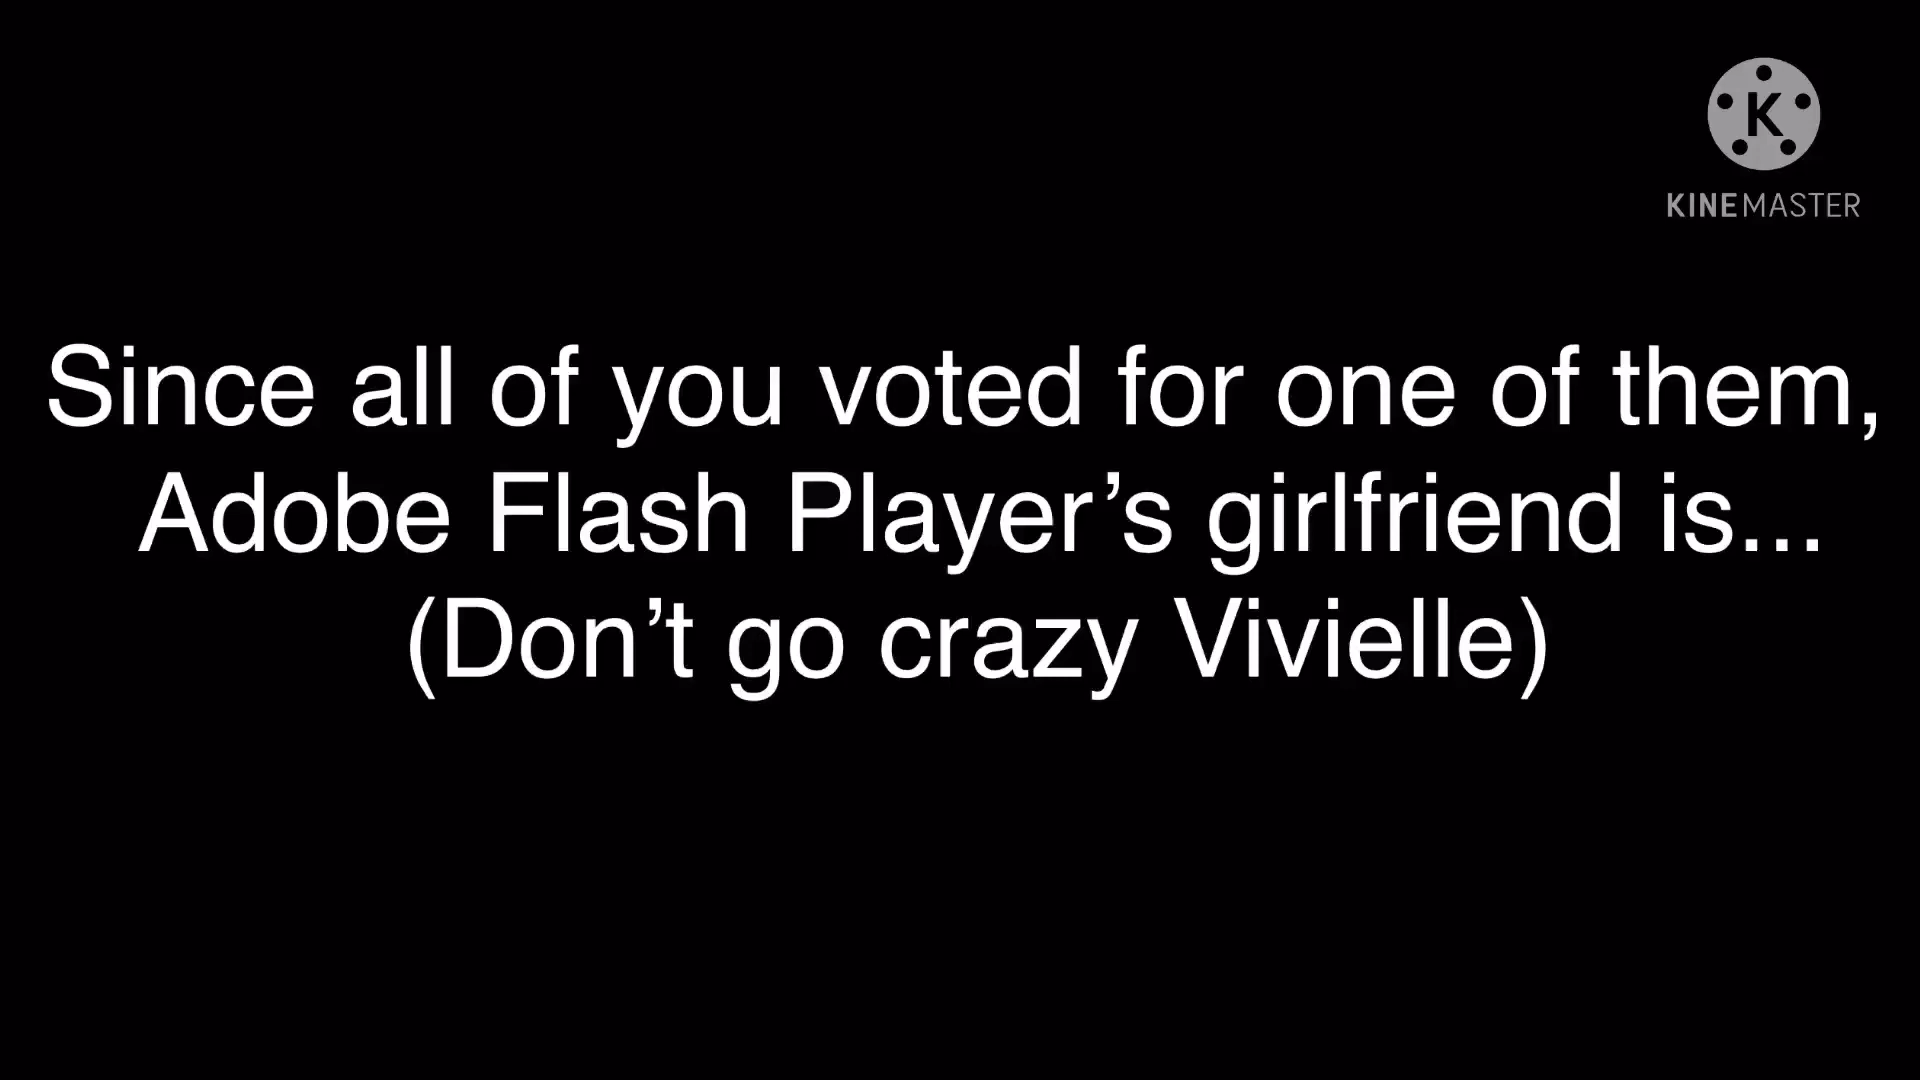 K
KINEMASTER
Since all of you voted for one of them,
Adobe Flash Player’s girlfriend is...
(Don’t go crazy Vivielle)